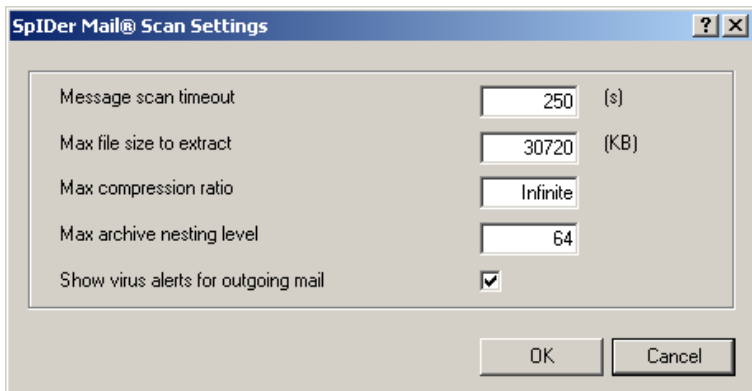 SpIDer Mail® Scan Settings
Message scan timeout 250 (s)
Max file size to extract 30720 (KB)
Max compression ratio Infinite
Max archive nesting level 64
Show virus alerts for outgoing mail
OK Cancel